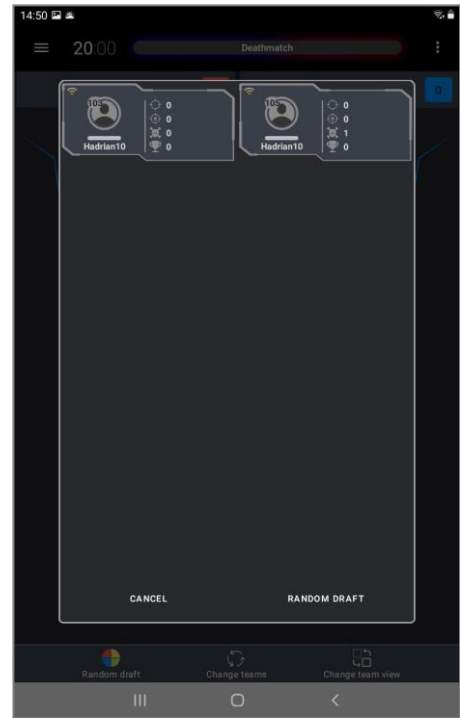 14:50
20:00 Deathmatch
0
103 0
0
0
Hadrian10 0
105 0
0
1
Hadrian10 0
CANCEL RANDOM DRAFT
Random draft Change teams Change team view